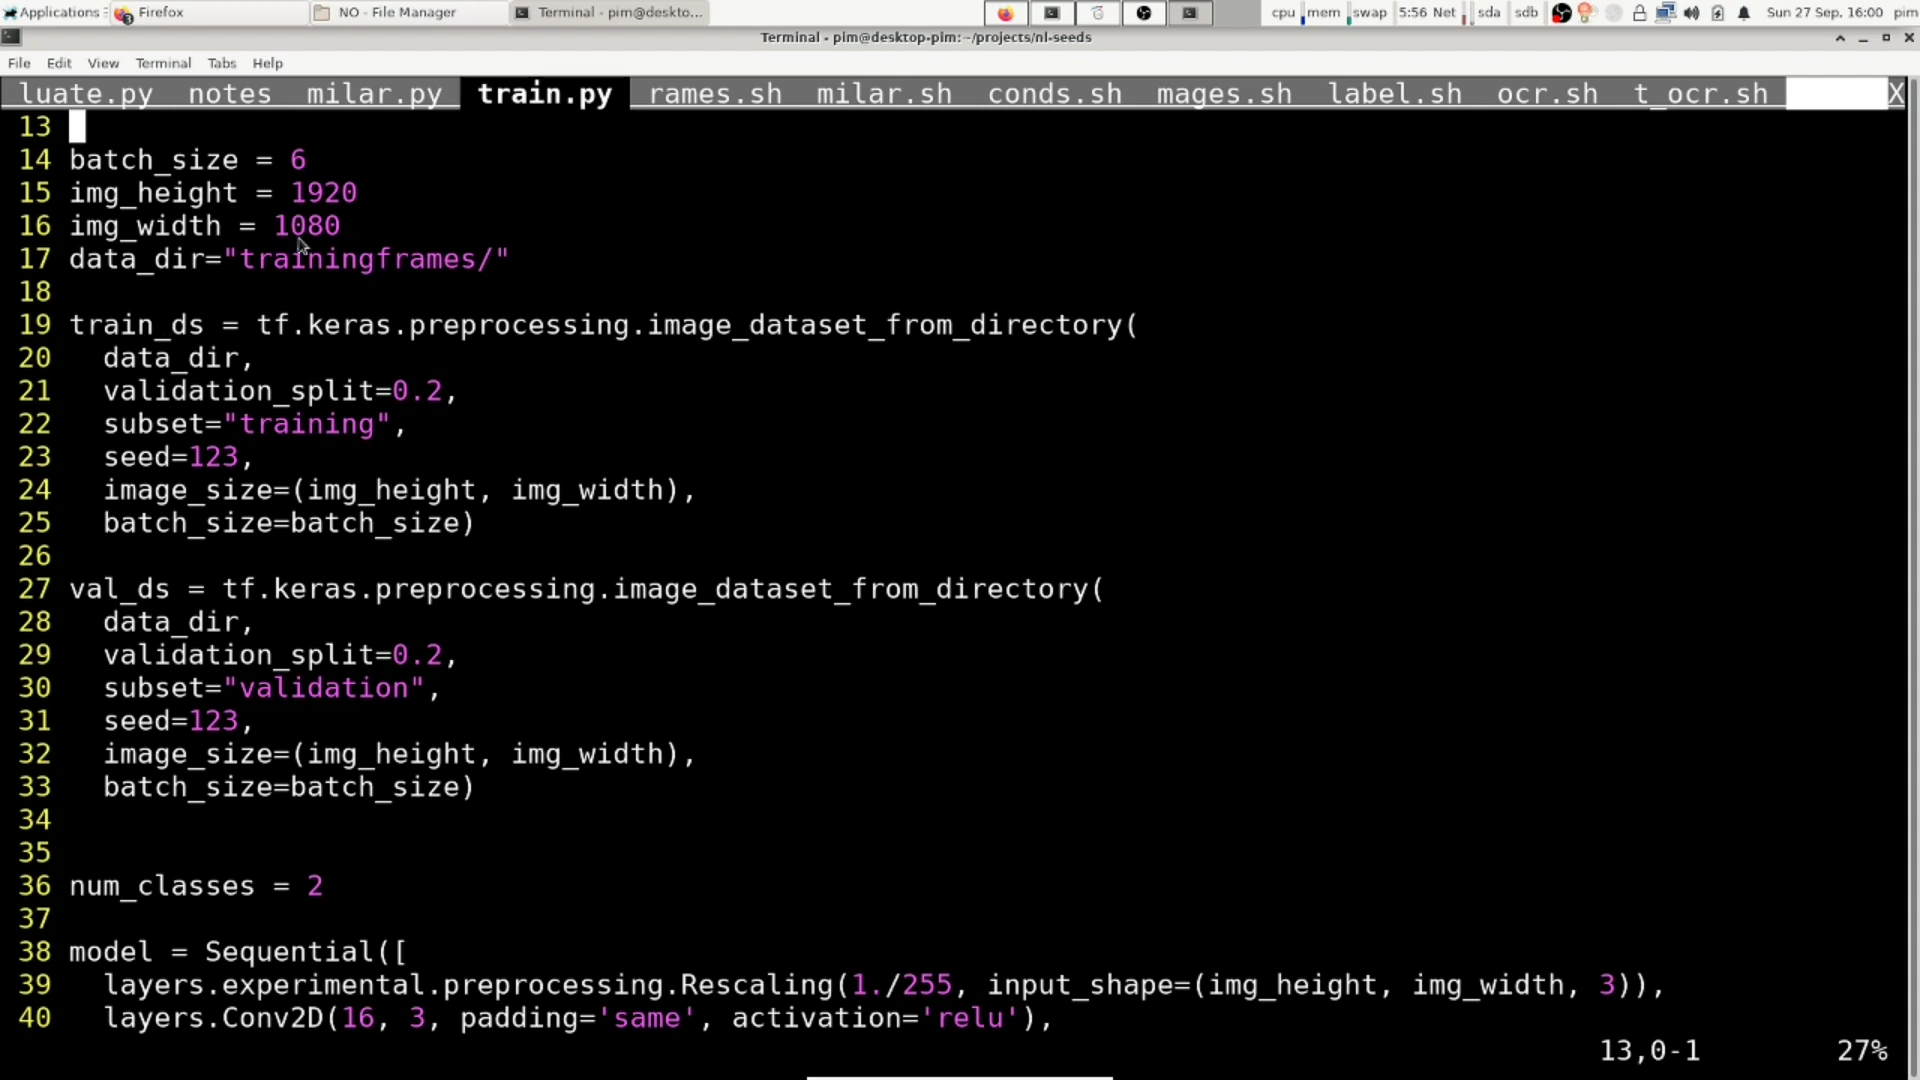 Applications Firefox NO - File Manager Terminal - pim@deskto... cpu mem swap 5:56 Net sda sdb Sun 27 Sep, 16:00 pim
Terminal - pim@desktop-pim:~/projects/nl-seeds
File Edit View Terminal Tabs Help
luate.py notes milar.py train.py rames.sh milar.sh conds.sh mages.sh label.sh ocr.sh t_ocr.sh X
13
14 batch_size = 6
15 img_height = 1920
16 img_width = 1080
17 data_dir="trainingframes/"
18
19 train_ds = tf.keras.preprocessing.image_dataset_from_directory(
20   data_dir,
21   validation_split=0.2,
22   subset="training",
23   seed=123,
24   image_size=(img_height, img_width),
25   batch_size=batch_size)
26
27 val_ds = tf.keras.preprocessing.image_dataset_from_directory(
28   data_dir,
29   validation_split=0.2,
30   subset="validation",
31   seed=123,
32   image_size=(img_height, img_width),
33   batch_size=batch_size)
34
35
36 num_classes = 2
37
38 model = Sequential([
39   layers.experimental.preprocessing.Rescaling(1./255, input_shape=(img_height, img_width, 3)),
40   layers.Conv2D(16, 3, padding='same', activation='relu'),
13,0-1 27%